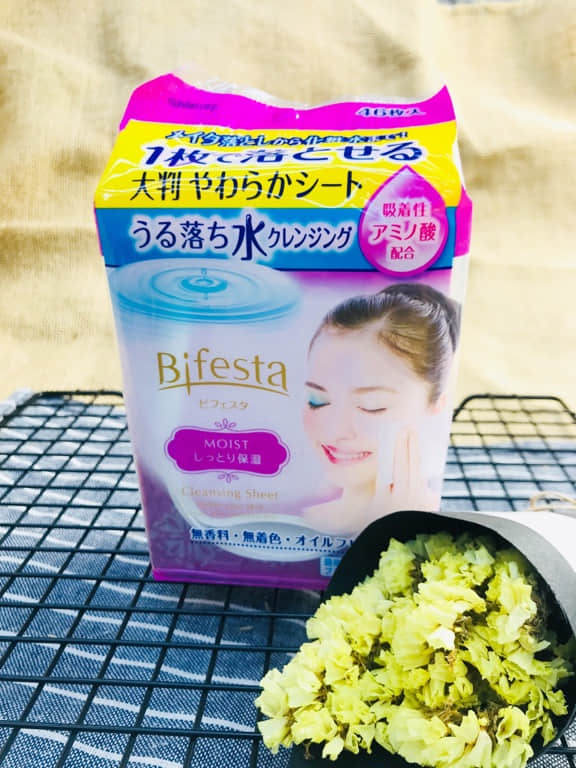 46枚入
1枚で落とせる
大判 やわらかシート
うる落ち水クレンジング
吸着性
アミノ酸
配合
Bifesta
ビフェスタ
MOIST
しっとり保湿
Cleansing Sheet
無香料・無着色・オイルフ